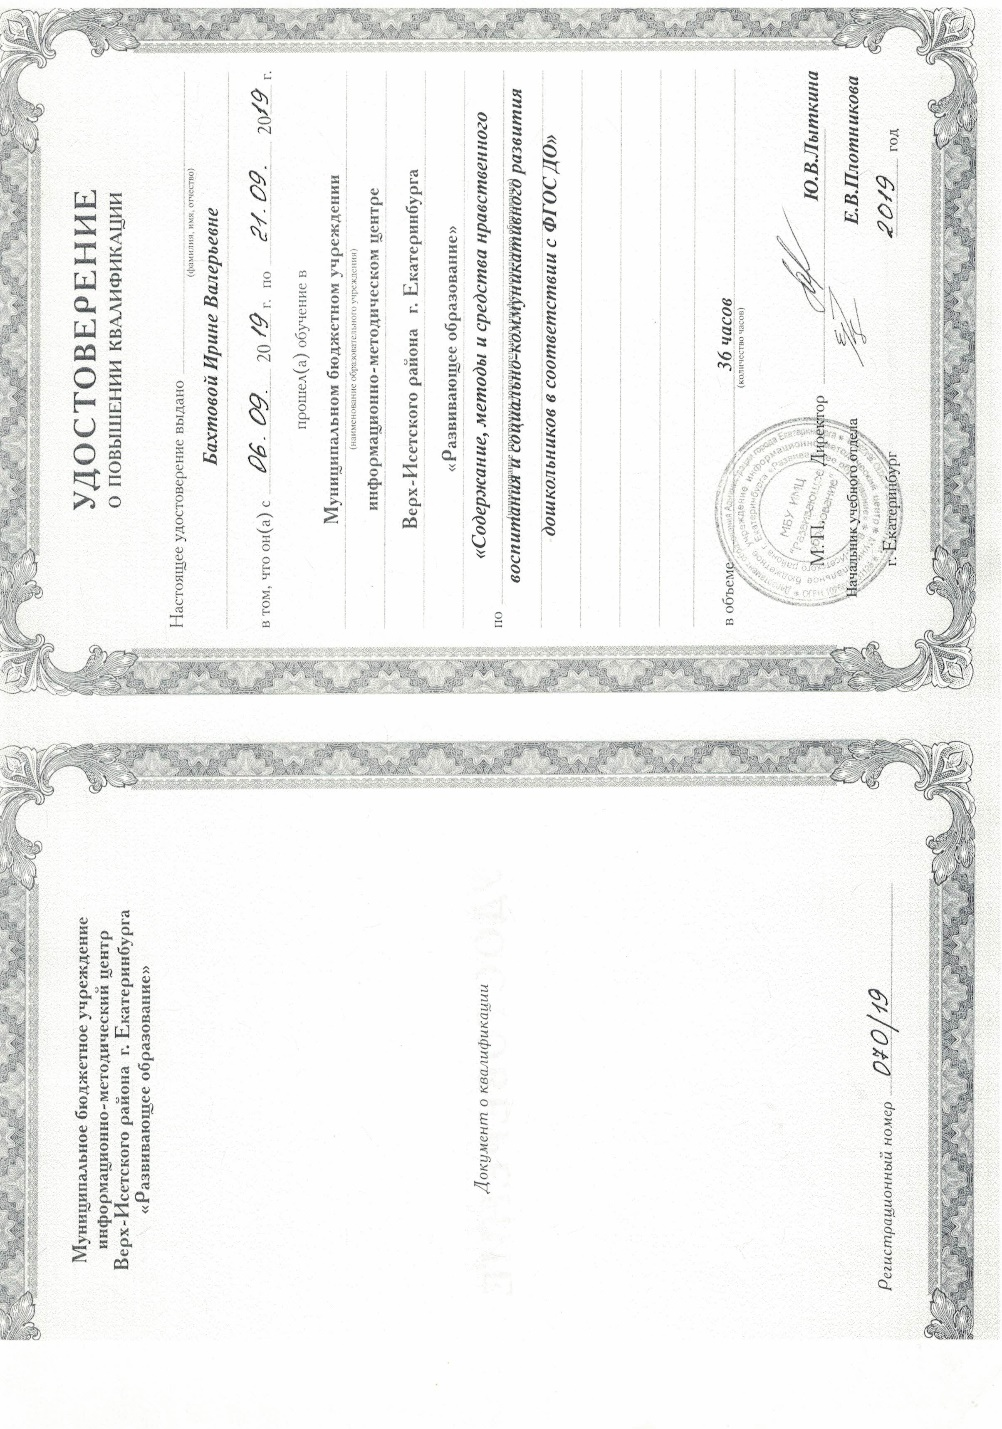 Муниципальное бюджетное учреждение
информационно-методический центр
Верх-Исетского района г. Екатеринбурга
«Развивающее образование»
Документ о квалификации
Регистрационный номер 070/19
УДОСТОВЕРЕНИЕ
О ПОВЫШЕНИИ КВАЛИФИКАЦИИ
Настоящее удостоверение выдано
(фамилия, имя, отчество)
Бахтовой Ирине Валерьевне
в том, что он(а) с 06. 09. 2019 г. по 21. 09. 2019 г.
прошел(а) обучение в
Муниципальном бюджетном учреждении
(наименование образовательного учреждения)
информационно-методическом центре
Верх-Исетского района г. Екатеринбурга
«Развивающее образование»
«Содержание, методы и средства нравственного
по воспитания и социально-коммуникативного развития
дошкольников в соответствии с ФГОС ДО»
в объеме 36 часов
(количество часов)
М. П. Директор Ю.В.Лыткина
Начальник учебного отдела Е.В.Плотникова
г. Екатеринбург 2019 год
МБУ ИМЦ
"Развивающее
образование"